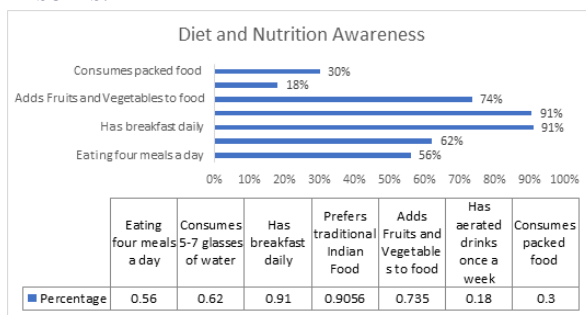 Diet and Nutrition Awareness
Consumes packed food
30%
18%
Adds Fruits and Vegetables to food
74%
91%
Has breakfast daily
91%
62%
Eating four meals a day
56%
0% 10% 20% 30% 40% 50% 60% 70% 80% 90% 100%
Eating four meals a day
Consumes 5-7 glasses of water
Has breakfast daily
Prefers traditional Indian Food
Adds Fruits and Vegetables to food
Has aerated drinks once a week
Consumes packed food
Percentage 0.56 0.62 0.91 0.9056 0.735 0.18 0.3